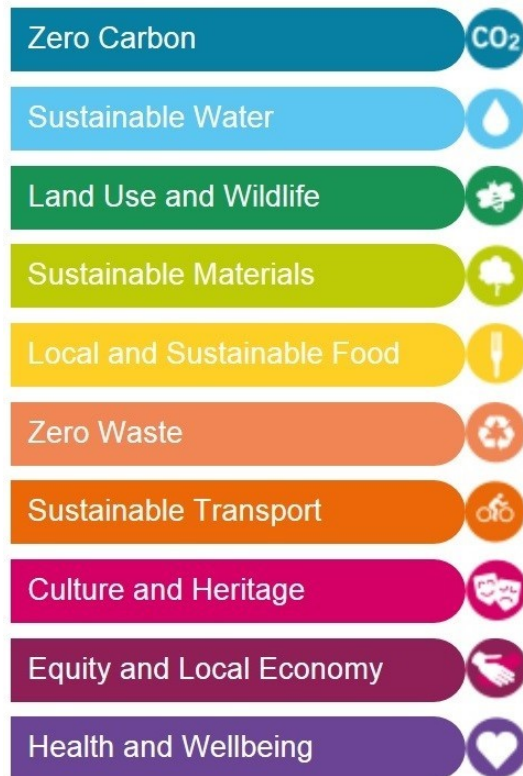 Zero Carbon
CO₂
Sustainable Water
Land Use and Wildlife
Sustainable Materials
Local and Sustainable Food
Zero Waste
Sustainable Transport
Culture and Heritage
Equity and Local Economy
Health and Wellbeing